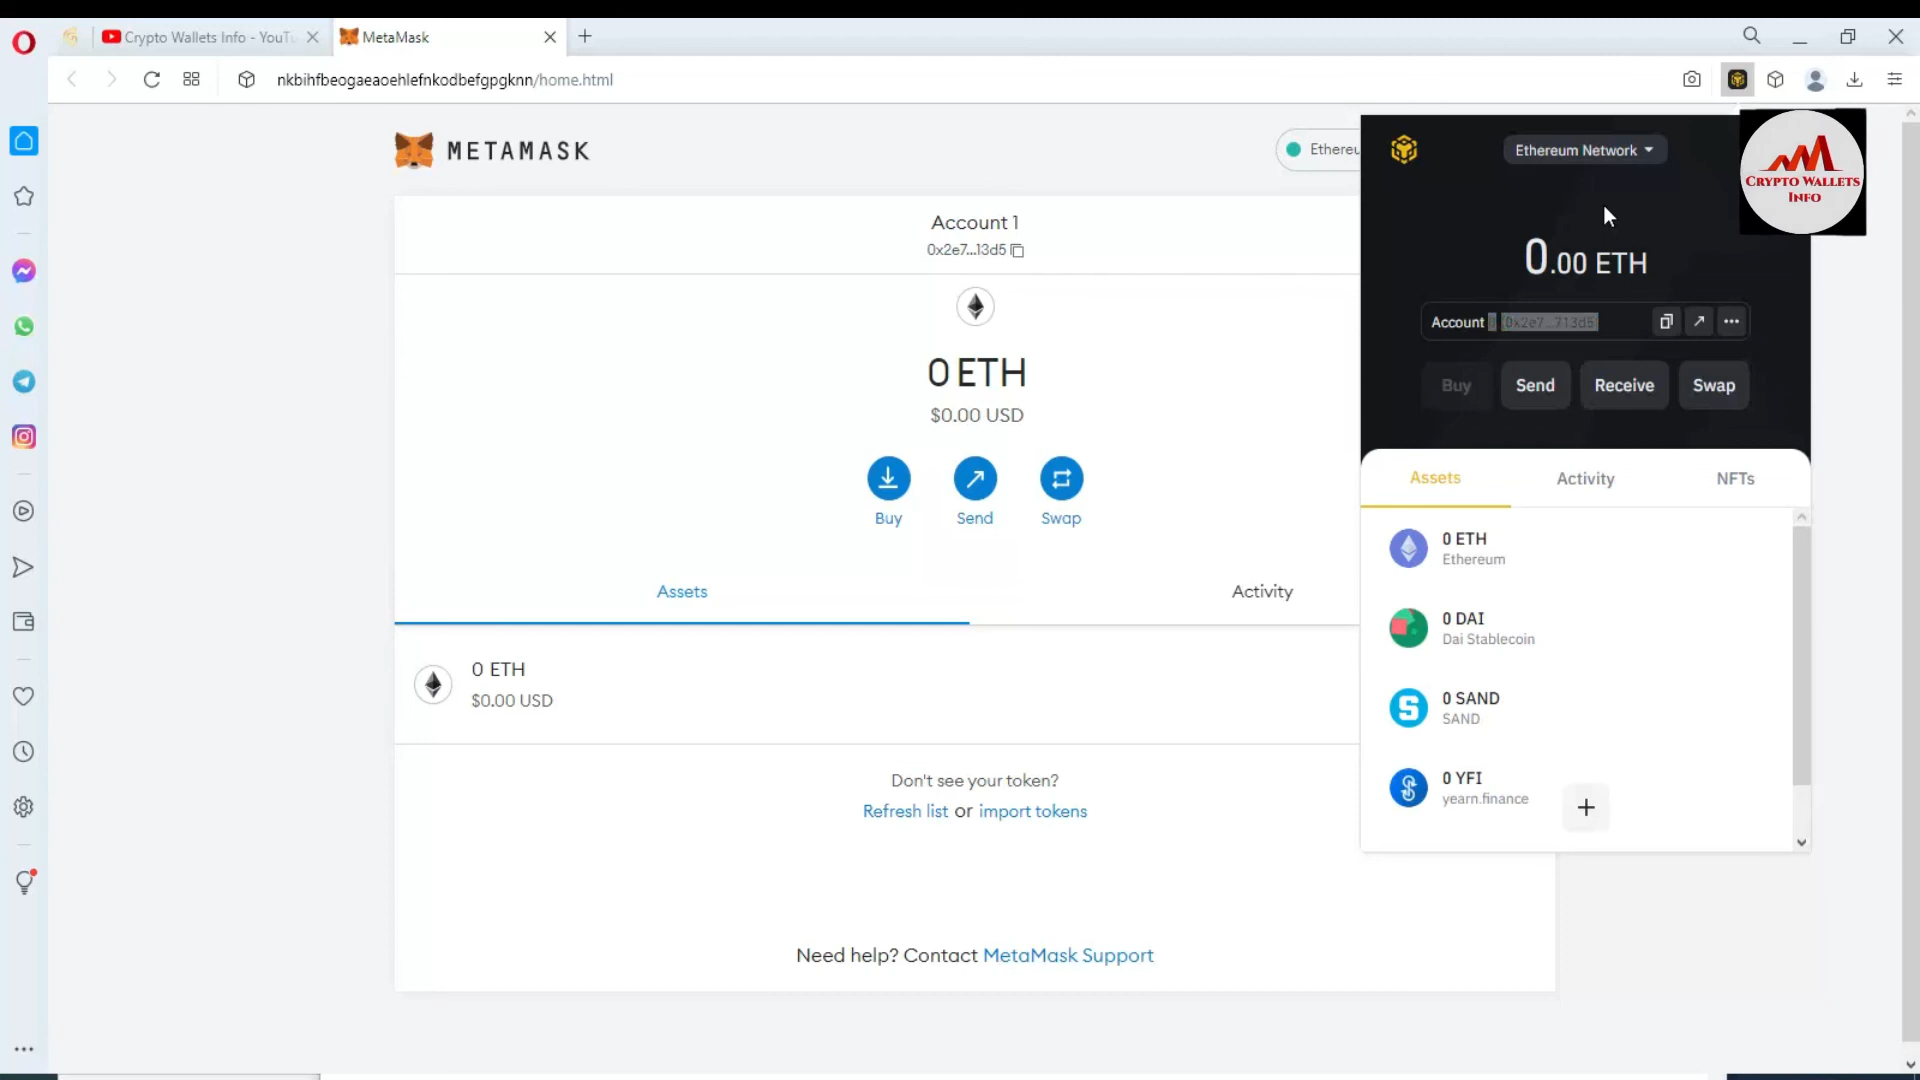 Crypto Wallets Info - YouTu
MetaMask
nkbihfbeogaeaoehlefnkodbefgpgknn/home.html
METAMASK
Ethereu
Account 1
0x2e7...13d5
0 ETH
$0.00 USD
Buy
Send
Swap
Assets
Activity
0 ETH
$0.00 USD
Don't see your token?
Refresh list or import tokens
Need help? Contact MetaMask Support
Ethereum Network
CRYPTO WALLETS
INFO
0.00 ETH
Account (0x2e7...713d5)
Buy
Send
Receive
Swap
Assets
Activity
NFTs
0 ETH
Ethereum
0 DAI
Dai Stablecoin
0 SAND
SAND
0 YFI
yearn.finance